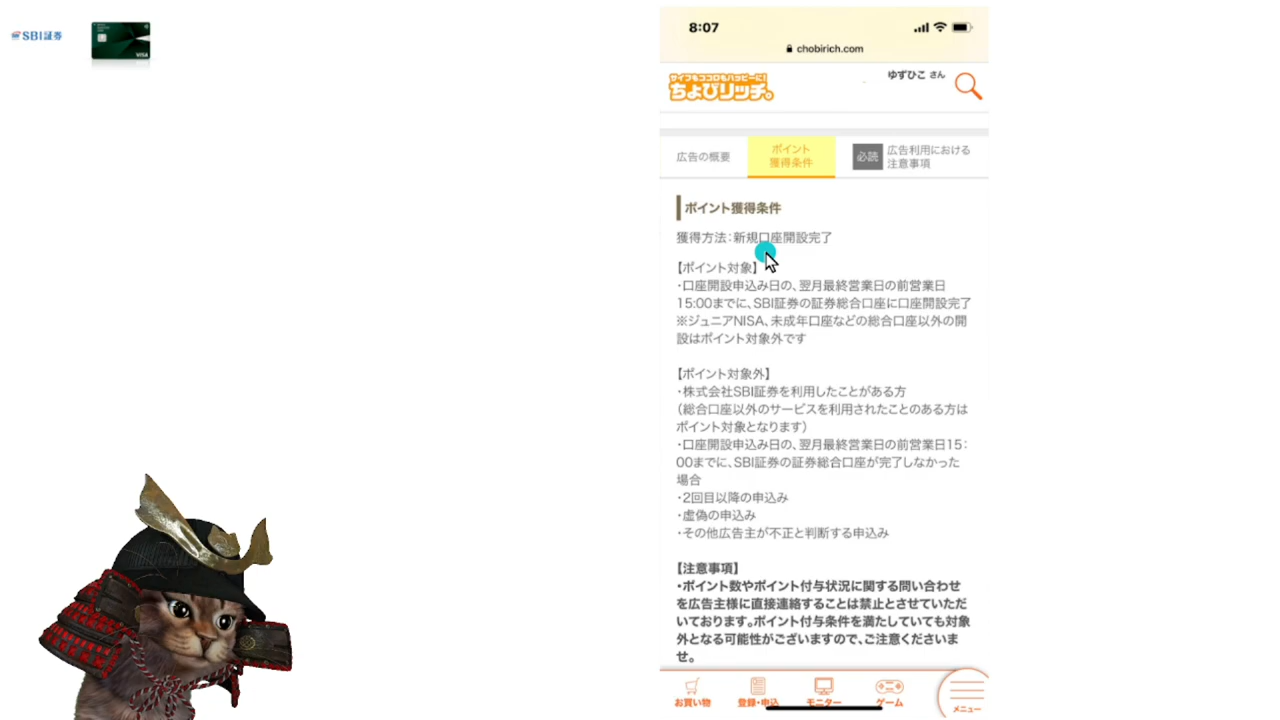 SBI証券
VISA
8:07
chobirich.com
サイフもココロもハッピーに!
ちょびリッチ。
ゆずひこ さん
広告の概要
ポイント
獲得条件
必読
広告利用における
注意事項
ポイント獲得条件
獲得方法：新規口座開設完了
【ポイント対象】
・口座開設申込み日の、翌月最終営業日の前営業日
15:00までに、SBI証券の証券総合口座に口座開設完了
※ジュニアNISA、未成年口座などの総合口座以外の開
設はポイント対象外です
【ポイント対象外】
・株式会社SBI証券を利用したことがある方
（総合口座以外のサービスを利用されたことのある方は
ポイント対象となります）
・口座開設申込み日の、翌月最終営業日の前営業日15：
00までに、SBI証券の証券総合口座が完了しなかった
場合
・2回目以降の申込み
・虚偽の申込み
・その他広告主が不正と判断する申込み
【注意事項】
・ポイント数やポイント付与状況に関する問い合わせ
を広告主様に直接連絡することは禁止とさせていただ
いております。ポイント付与条件を満たしていても対象
外となる可能性がございますので、ご注意くださいま
せ。
お買い物
登録・申込
モニター
ゲーム
メニュー